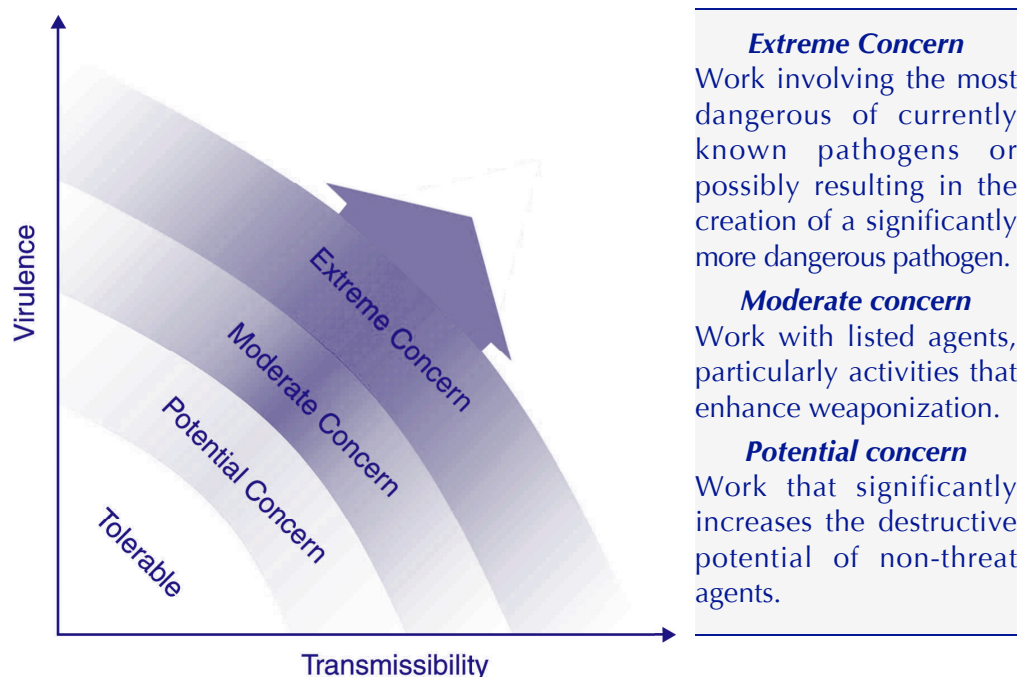 Virulence
Extreme Concern
Moderate Concern
Potential Concern
Tolerable
Transmissibility
Extreme Concern
Work involving the most
dangerous of currently
known pathogens or
possibly resulting in the
creation of a significantly
more dangerous pathogen.
Moderate concern
Work with listed agents,
particularly activities that
enhance weaponization.
Potential concern
Work that significantly
increases the destructive
potential of non-threat
agents.